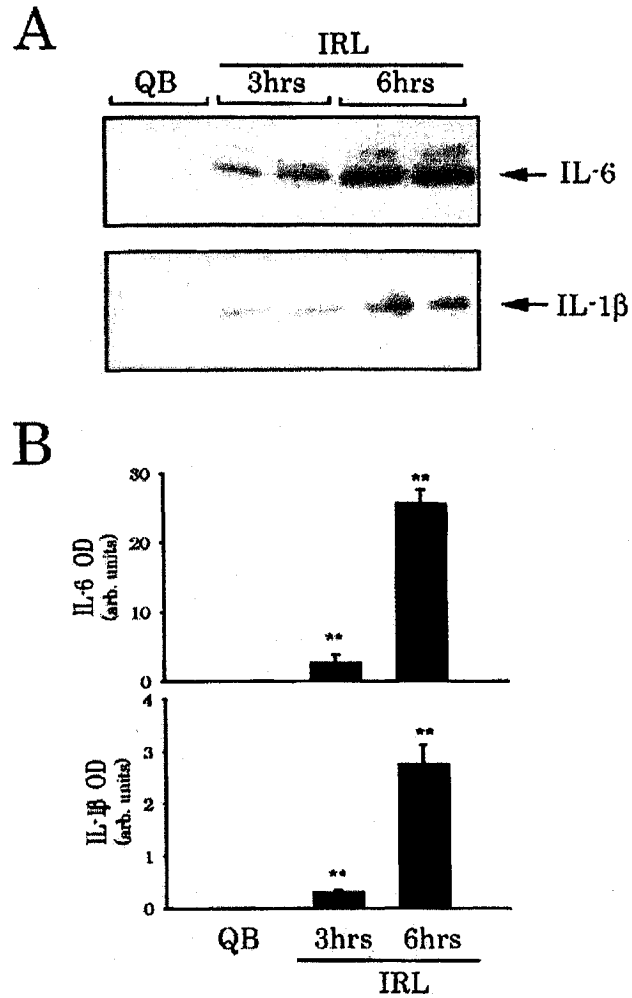 A
IRL
QB 3hrs 6hrs
IL-6
IL-1β
B
30
20
10
0
IL-6 OD
(arb. units)
**
**
4
3
2
1
0
IL-1β OD
(arb. units)
**
**
QB 3hrs 6hrs
IRL